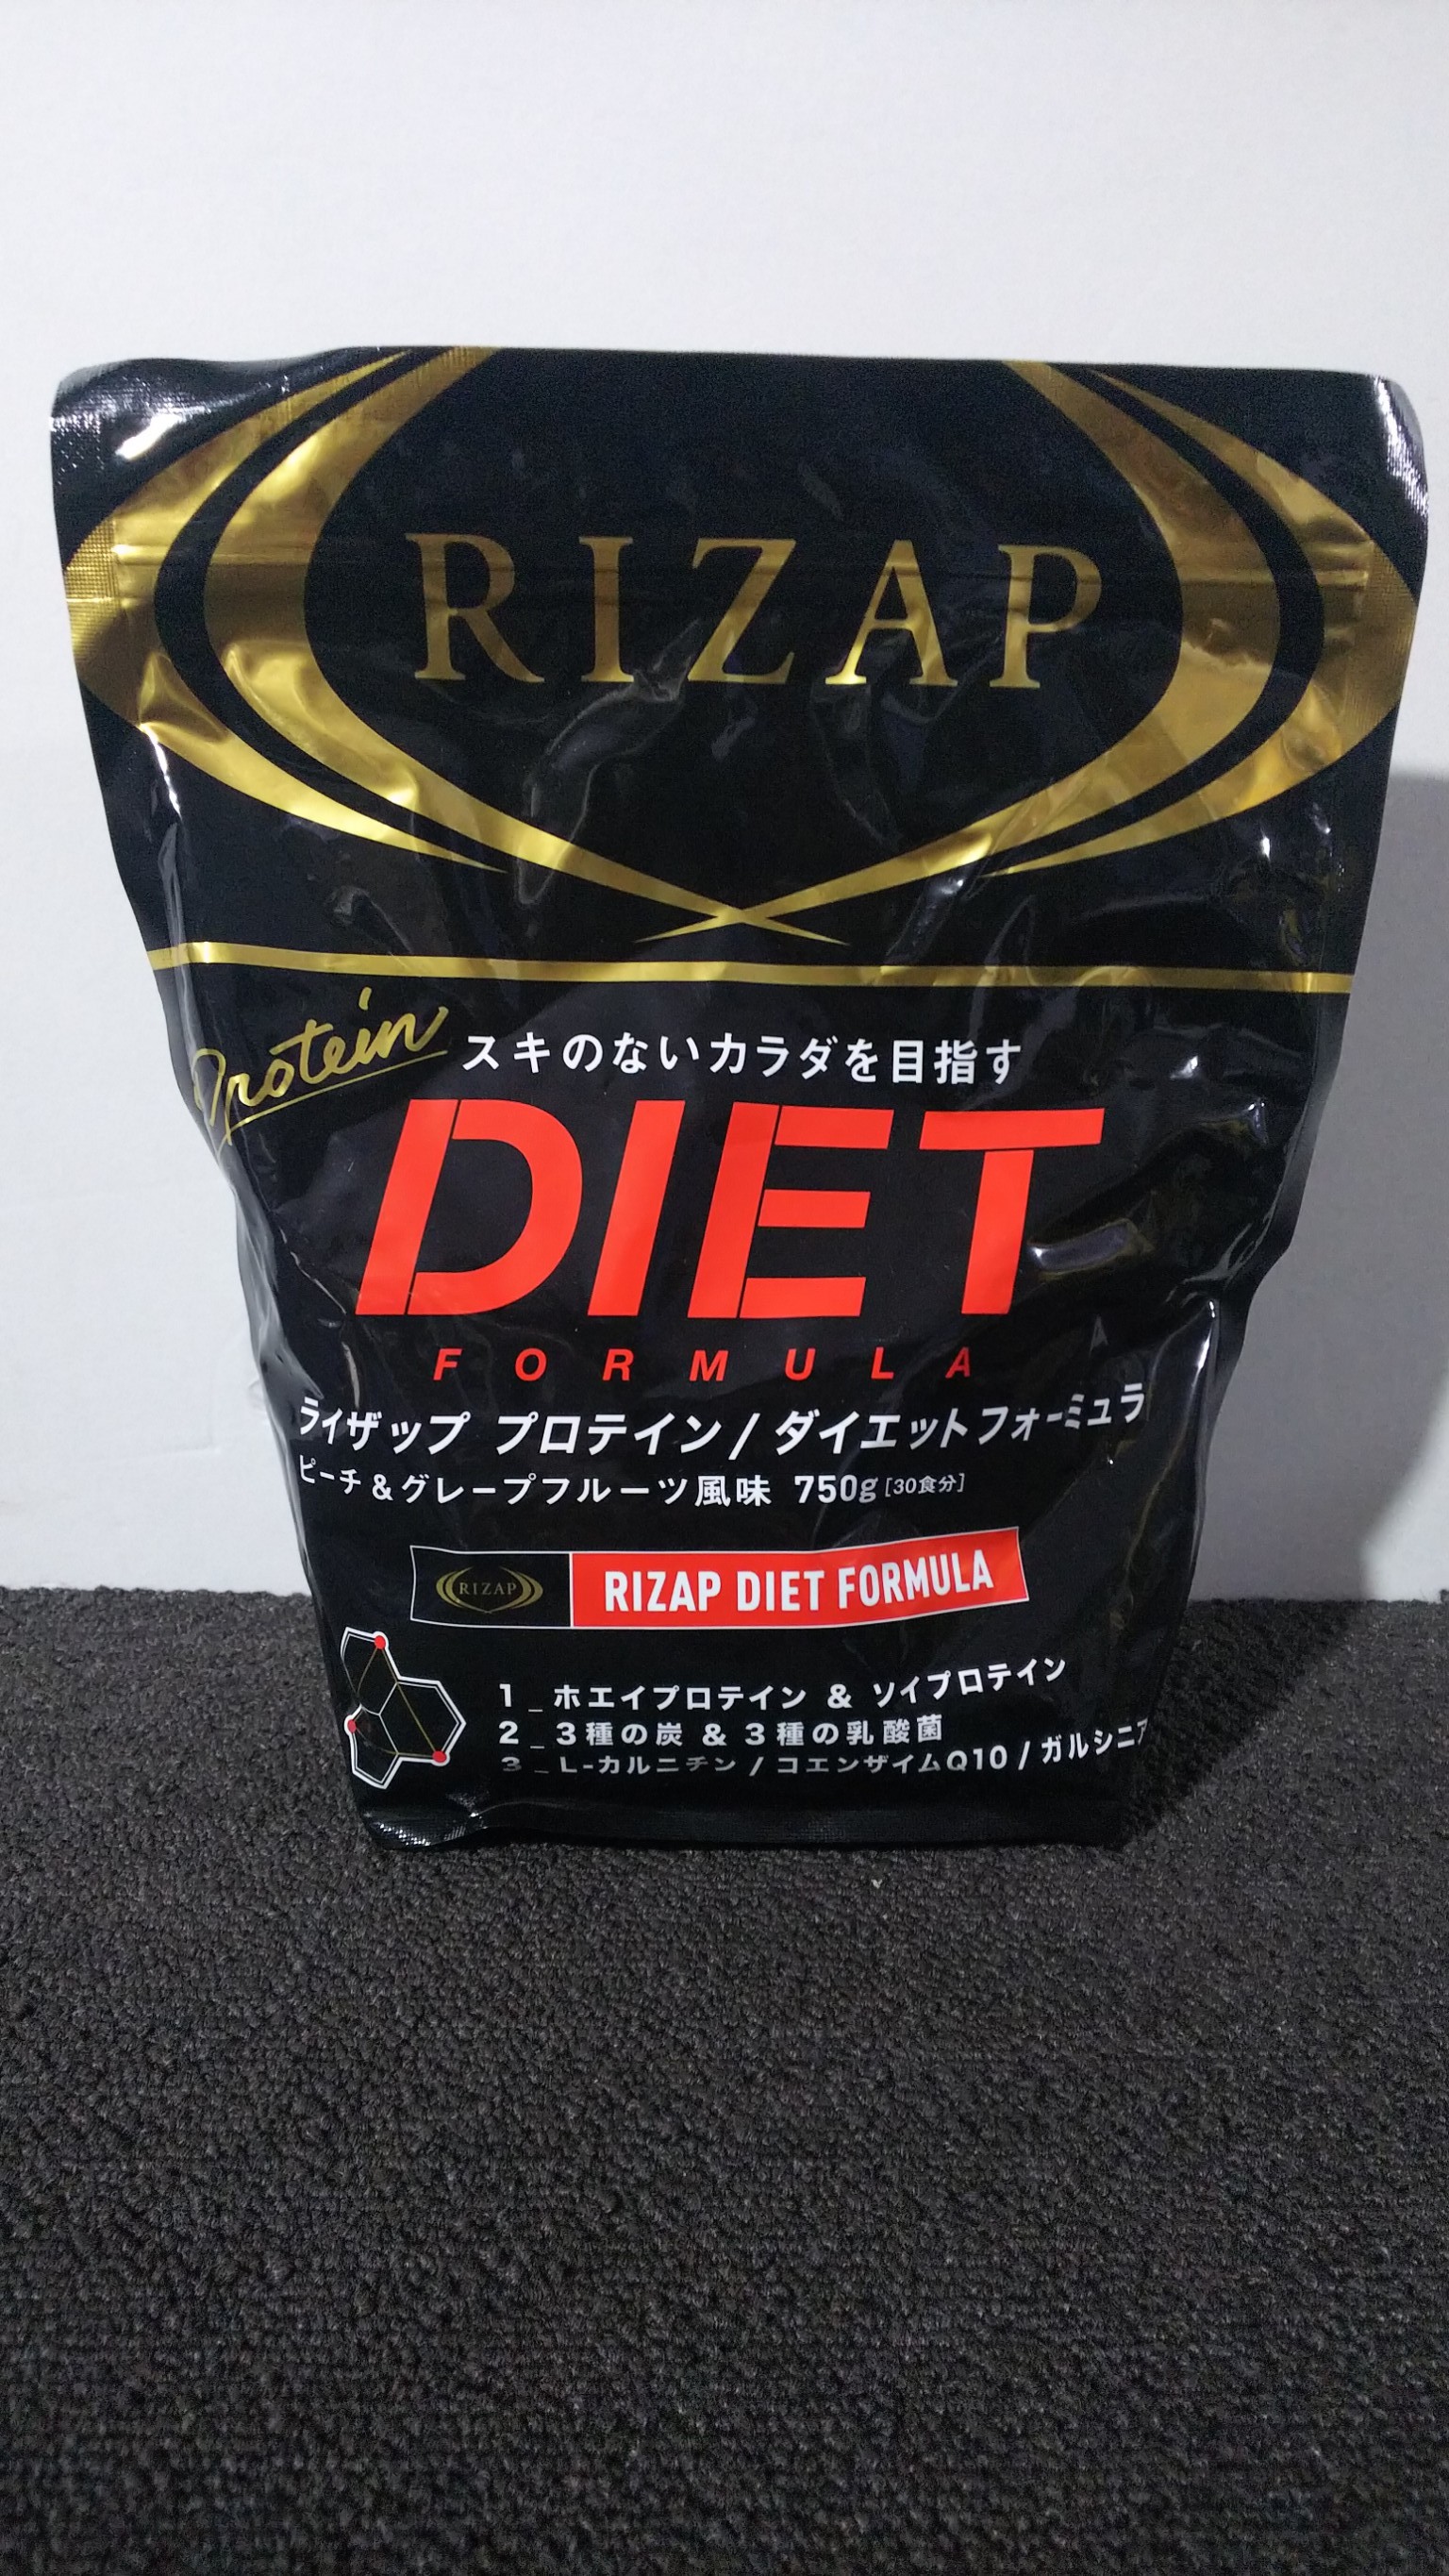 RIZAP
Protein
スキのないカラダを目指す
DIET
FORMULA
ライザップ プロテイン/ダイエットフォーミュラ
ピーチ&グレープフルーツ風味 750g [30食分]
RIZAP RIZAP DIET FORMULA
1_ホエイプロテイン & ソイプロテイン
2_3種の炭 & 3種の乳酸菌
3_L-カルニチン / コエンザイムQ10 / ガルシニア